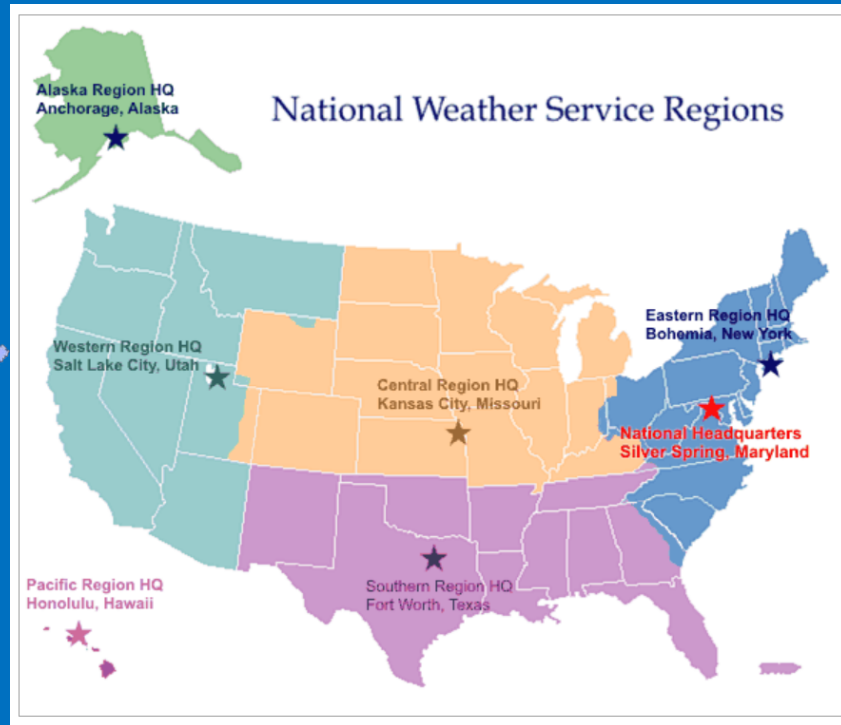 National Weather Service Regions
Alaska Region HQ
Anchorage, Alaska
Eastern Region HQ
Bohemia, New York
Western Region HQ
Salt Lake City, Utah
Central Region HQ
Kansas City, Missouri
National Headquarters
Silver Spring, Maryland
Pacific Region HQ
Honolulu, Hawaii
Southern Region HQ
Fort Worth, Texas